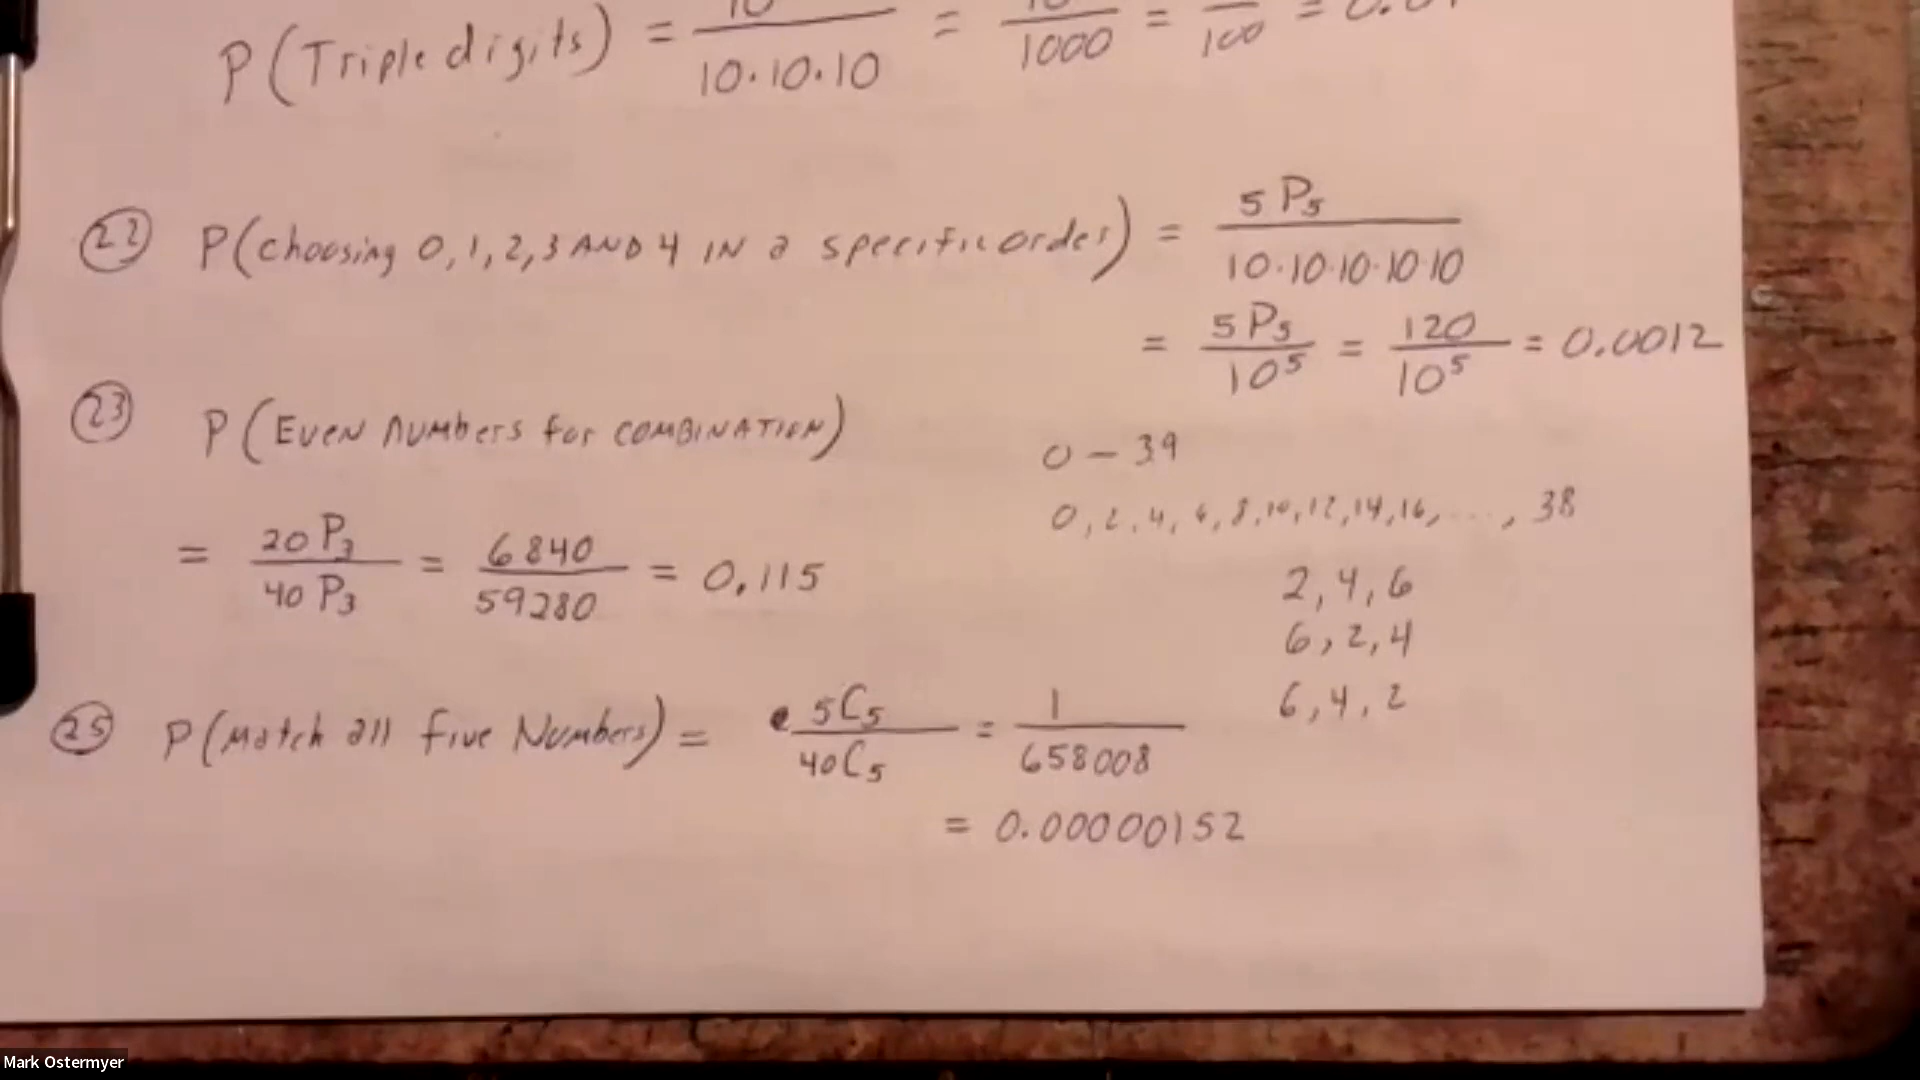 P(Triple digits) = 10 / 10·10·10 = 10 / 1000 = / 100 = 0.01
22 P(choosing 0, 1, 2, 3 AND 4 IN a specific order) = 5P5 / 10·10·10·10·10
= 5P5 / 10^5 = 120 / 10^5 = 0.0012
23 P(EVEN Numbers for COMBINATION)
0 – 39
0, 2, 4, 6, 8, 10, 12, 14, 16, ..., 38
= 20P3 / 40P3 = 6840 / 59280 = 0.115
2, 4, 6
6, 2, 4
6, 4, 2
25 P(Match all five Numbers) = 5C5 / 40C5 = 1 / 658008
= 0.00000152
Mark Ostermyer